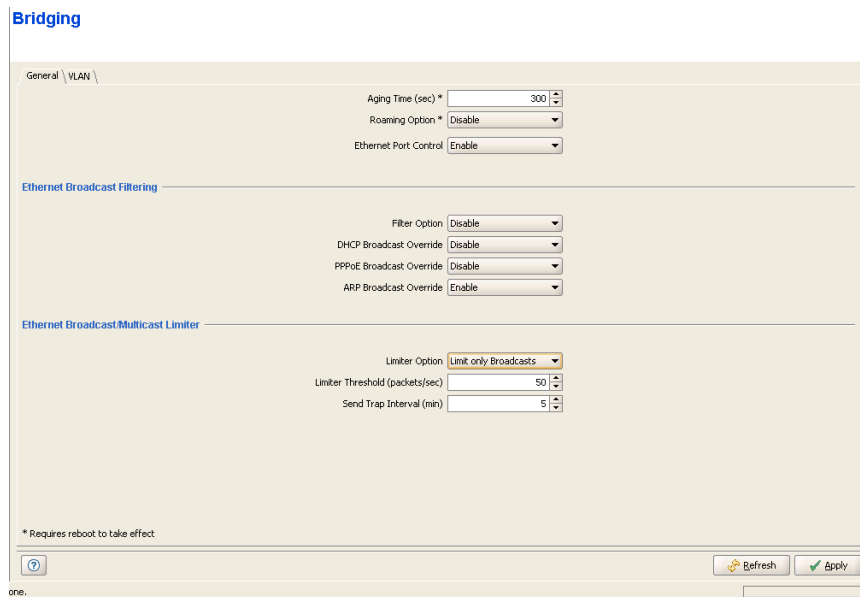 Bridging
General VLAN
Aging Time (sec) * 300
Roaming Option * Disable
Ethernet Port Control Enable
Ethernet Broadcast Filtering
Filter Option Disable
DHCP Broadcast Override Disable
PPPoE Broadcast Override Disable
ARP Broadcast Override Enable
Ethernet Broadcast/Multicast Limiter
Limiter Option Limit only Broadcasts
Limiter Threshold (packets/sec) 50
Send Trap Interval (min) 5
* Requires reboot to take effect
? Refresh Apply
one.